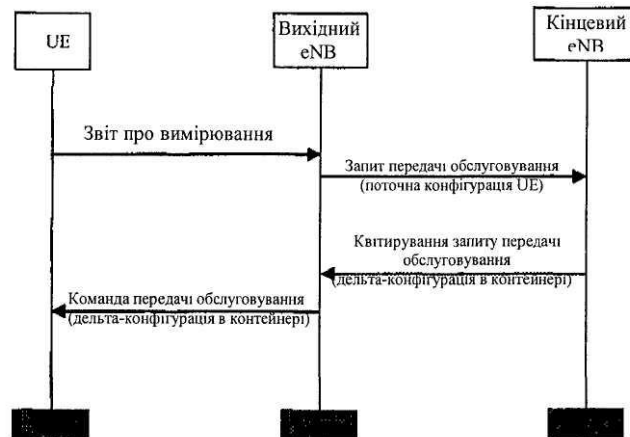 UE
Вихідний
eNB
Кінцевий
eNB
Звіт про вимірювання
Запит передачі обслуговування
(поточна конфігурація UE)
Квітирування запиту передачі
обслуговування
(дельта-конфігурація в контейнері)
Команда передачі обслуговування
(дельта-конфігурація в контейнері)